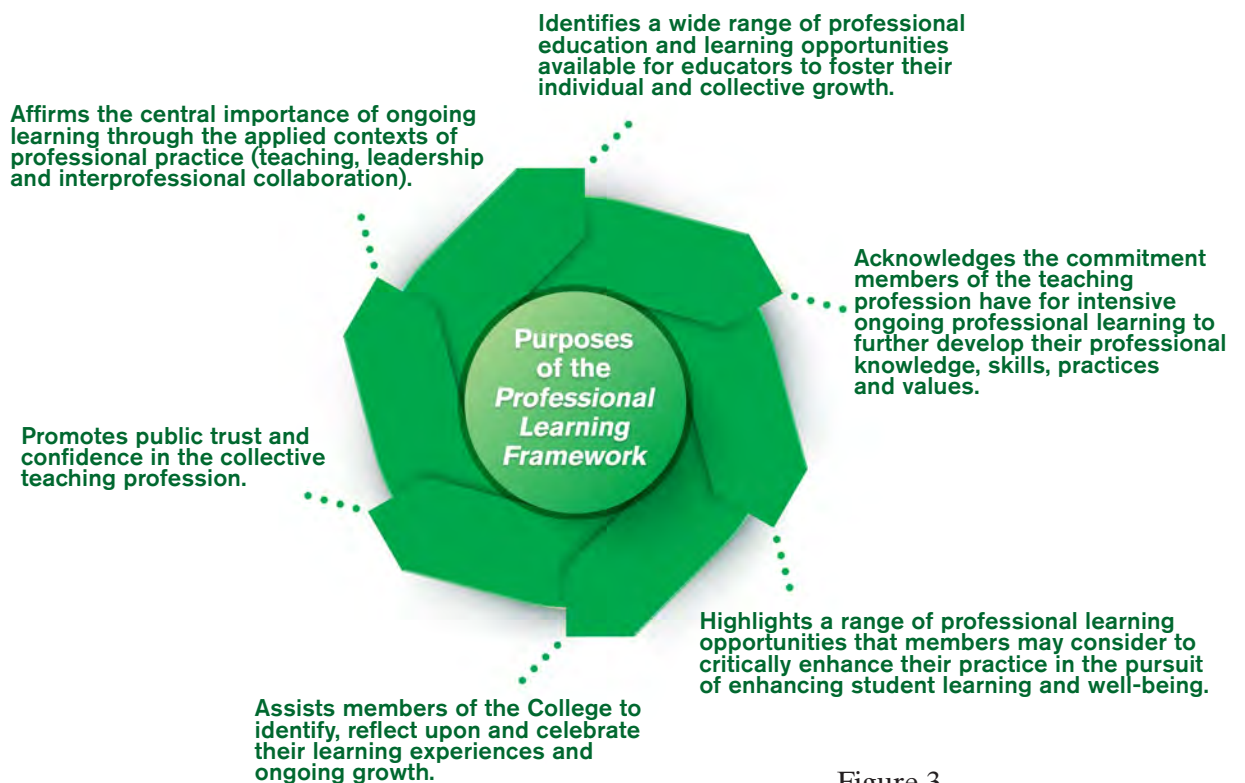 Identifies a wide range of professional
education and learning opportunities
available for educators to foster their
individual and collective growth.
Affirms the central importance of ongoing
learning through the applied contexts of
professional practice (teaching, leadership
and interprofessional collaboration).
Acknowledges the commitment
members of the teaching
profession have for intensive
ongoing professional learning to
further develop their professional
knowledge, skills, practices
and values.
Purposes
of the
Professional
Learning
Framework
Promotes public trust and
confidence in the collective
teaching profession.
Highlights a range of professional learning
opportunities that members may consider to
critically enhance their practice in the pursuit
of enhancing student learning and well-being.
Assists members of the College to
identify, reflect upon and celebrate
their learning experiences and
ongoing growth.
Figure 3